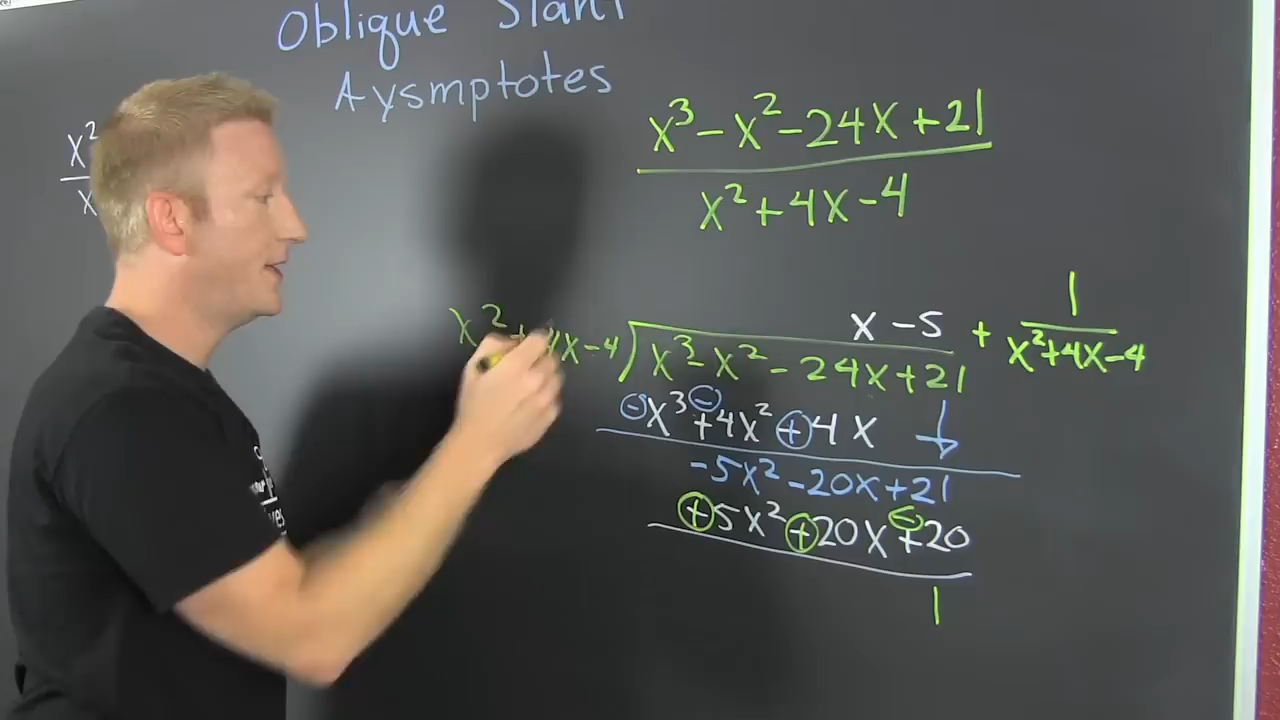 Oblique Slant
Aysmptotes
x²
x
x³-x²-24x+21
x²+4x-4
x-5 + 1
x²+4x-4
x²+4x-4)x³-x²-24x+21
⊖x³⊖+4x²⊕4x
-5x²-20x+21
⊕5x²⊕20x⊖+20
1